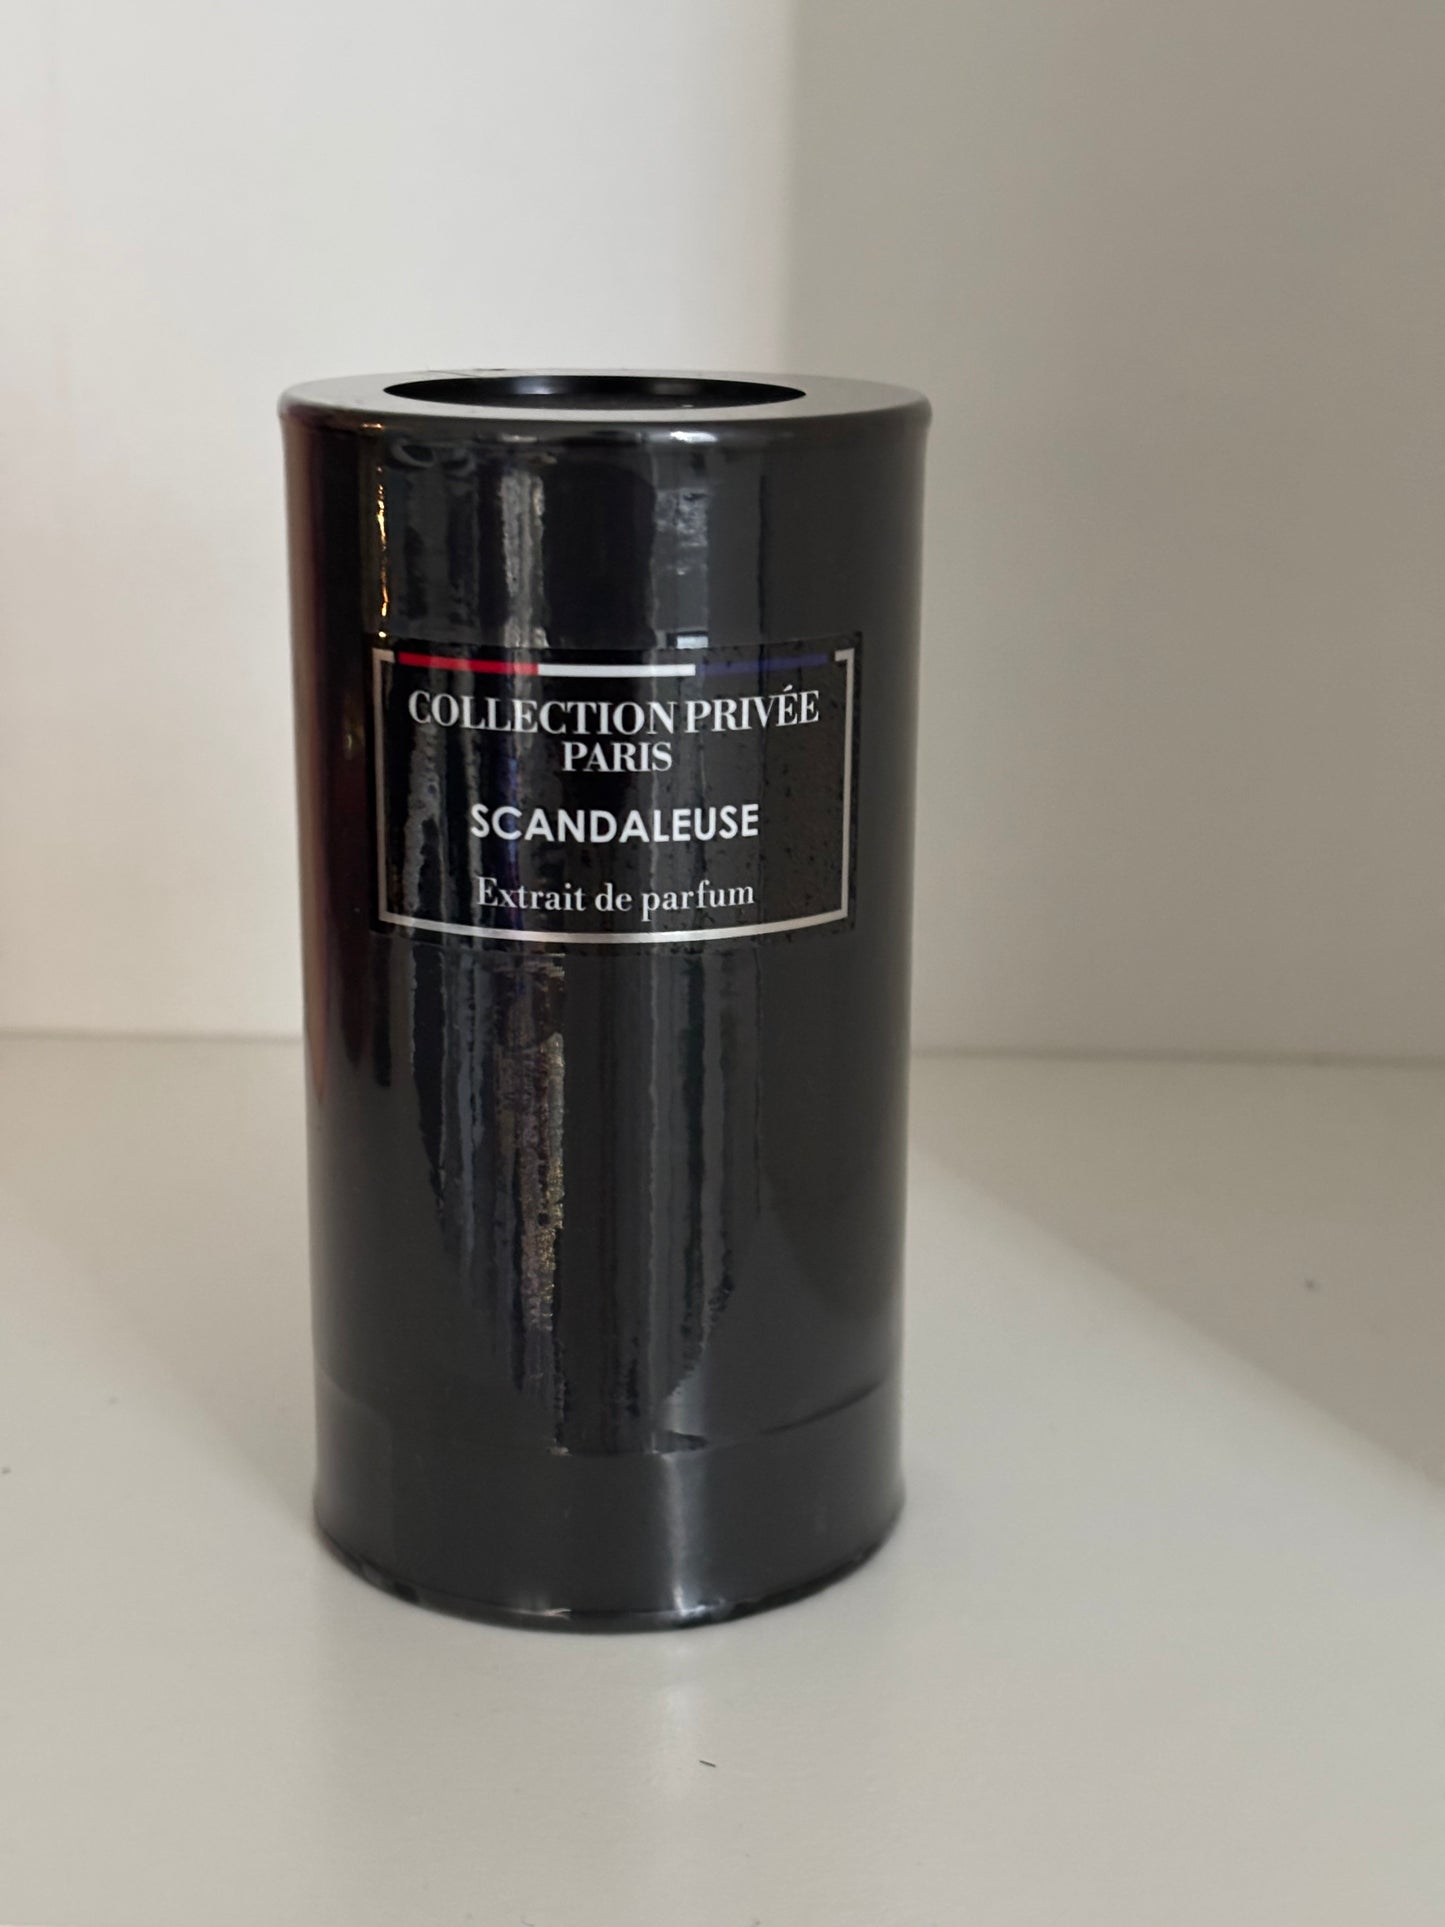 COLLECTION PRIVÉE
PARIS
SCANDALEUSE
Extrait de parfum